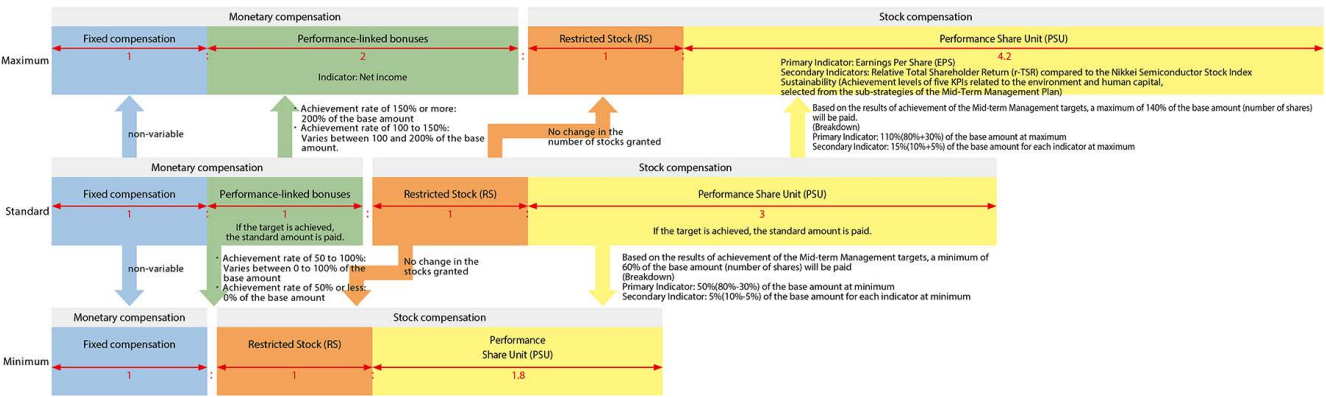 Monetary compensation
Stock compensation
Maximum
Fixed compensation
1
:
Performance-linked bonuses
2
Indicator: Net income
:
Restricted Stock (RS)
1
:
Performance Share Unit (PSU)
4.2
Primary Indicator: Earnings Per Share (EPS)
Secondary Indicators: Relative Total Shareholder Return (r-TSR) compared to the Nikkei Semiconductor Stock Index
Sustainability (Achievement levels of five KPIs related to the environment and human capital,
selected from the sub-strategies of the Mid-Term Management Plan)
non-variable
・Achievement rate of 150% or more:
200% of the base amount
・Achievement rate of 100 to 150%:
Varies between 100 and 200% of the base
amount.
No change in the
number of stocks granted
Based on the results of achievement of the Mid-term Management targets, a maximum of 140% of the base amount (number of shares)
will be paid.
(Breakdown)
Primary Indicator: 110%(80%+30%) of the base amount at maximum
Secondary Indicator: 15%(10%+5%) of the base amount for each indicator at maximum
Monetary compensation
Stock compensation
Standard
Fixed compensation
1
:
Performance-linked bonuses
1
If the target is achieved,
the standard amount is paid.
:
Restricted Stock (RS)
1
:
Performance Share Unit (PSU)
3
If the target is achieved, the standard amount is paid.
non-variable
・Achievement rate of 50 to 100%:
Varies between 0 to 100% of the
base amount
・Achievement rate of 50% or less:
0% of the base amount
No change in the
stocks granted
Based on the results of achievement of the Mid-term Management targets, a minimum of
60% of the base amount (number of shares) will be paid
(Breakdown)
Primary Indicator: 50%(80%-30%) of the base amount at minimum
Secondary Indicator: 5%(10%-5%) of the base amount for each indicator at minimum
Monetary compensation
Stock compensation
Minimum
Fixed compensation
1
:
Restricted Stock (RS)
1
:
Performance
Share Unit (PSU)
1.8